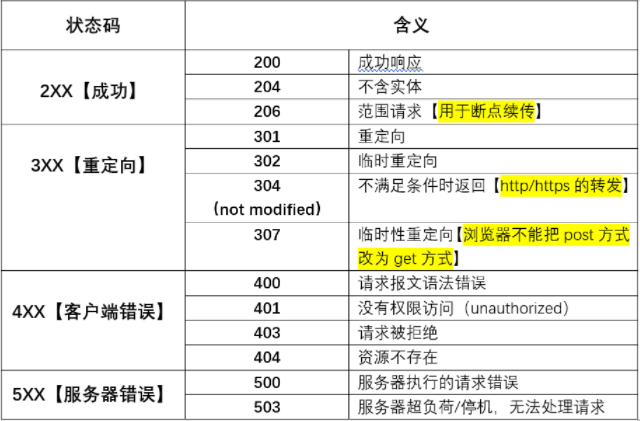 状态码 含义
2XX【成功】
200 成功响应
204 不含实体
206 范围请求【用于断点续传】
3XX【重定向】
301 重定向
302 临时重定向
304 不满足条件时返回【http/https 的转发】
(not modified)
307 临时性重定向【浏览器不能把 post 方式
改为 get 方式】
4XX【客户端错误】
400 请求报文语法错误
401 没有权限访问（unauthorized）
403 请求被拒绝
404 资源不存在
5XX【服务器错误】
500 服务器执行的请求错误
503 服务器超负荷/停机，无法处理请求